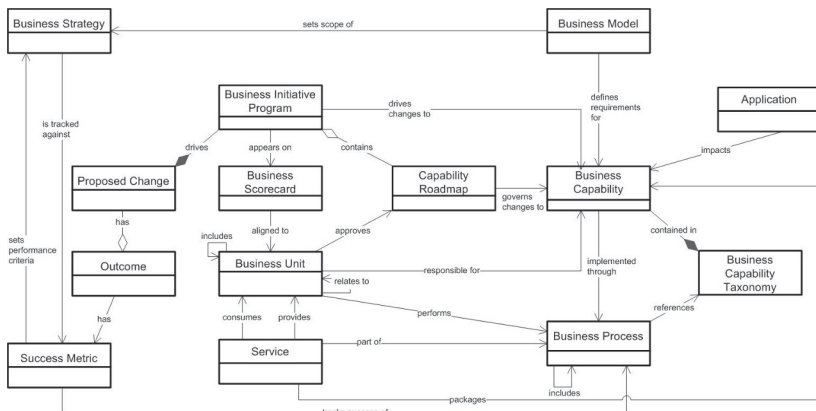 Business Strategy
sets scope of
Business Model
Business Initiative
Program
drives
changes to
defines
requirements
for
Application
is tracked
against
drives
appears on
contains
impacts
Proposed Change
Business
Scorecard
Capability
Roadmap
governs
changes to
Business
Capability
has
includes
aligned to
approves
contained in
sets
performance
criteria
Outcome
Business Unit
responsible for
implemented
through
Business
Capability
Taxonomy
relates to
has
consumes
provides
performs
references
Success Metric
Service
part of
Business Process
includes
packages